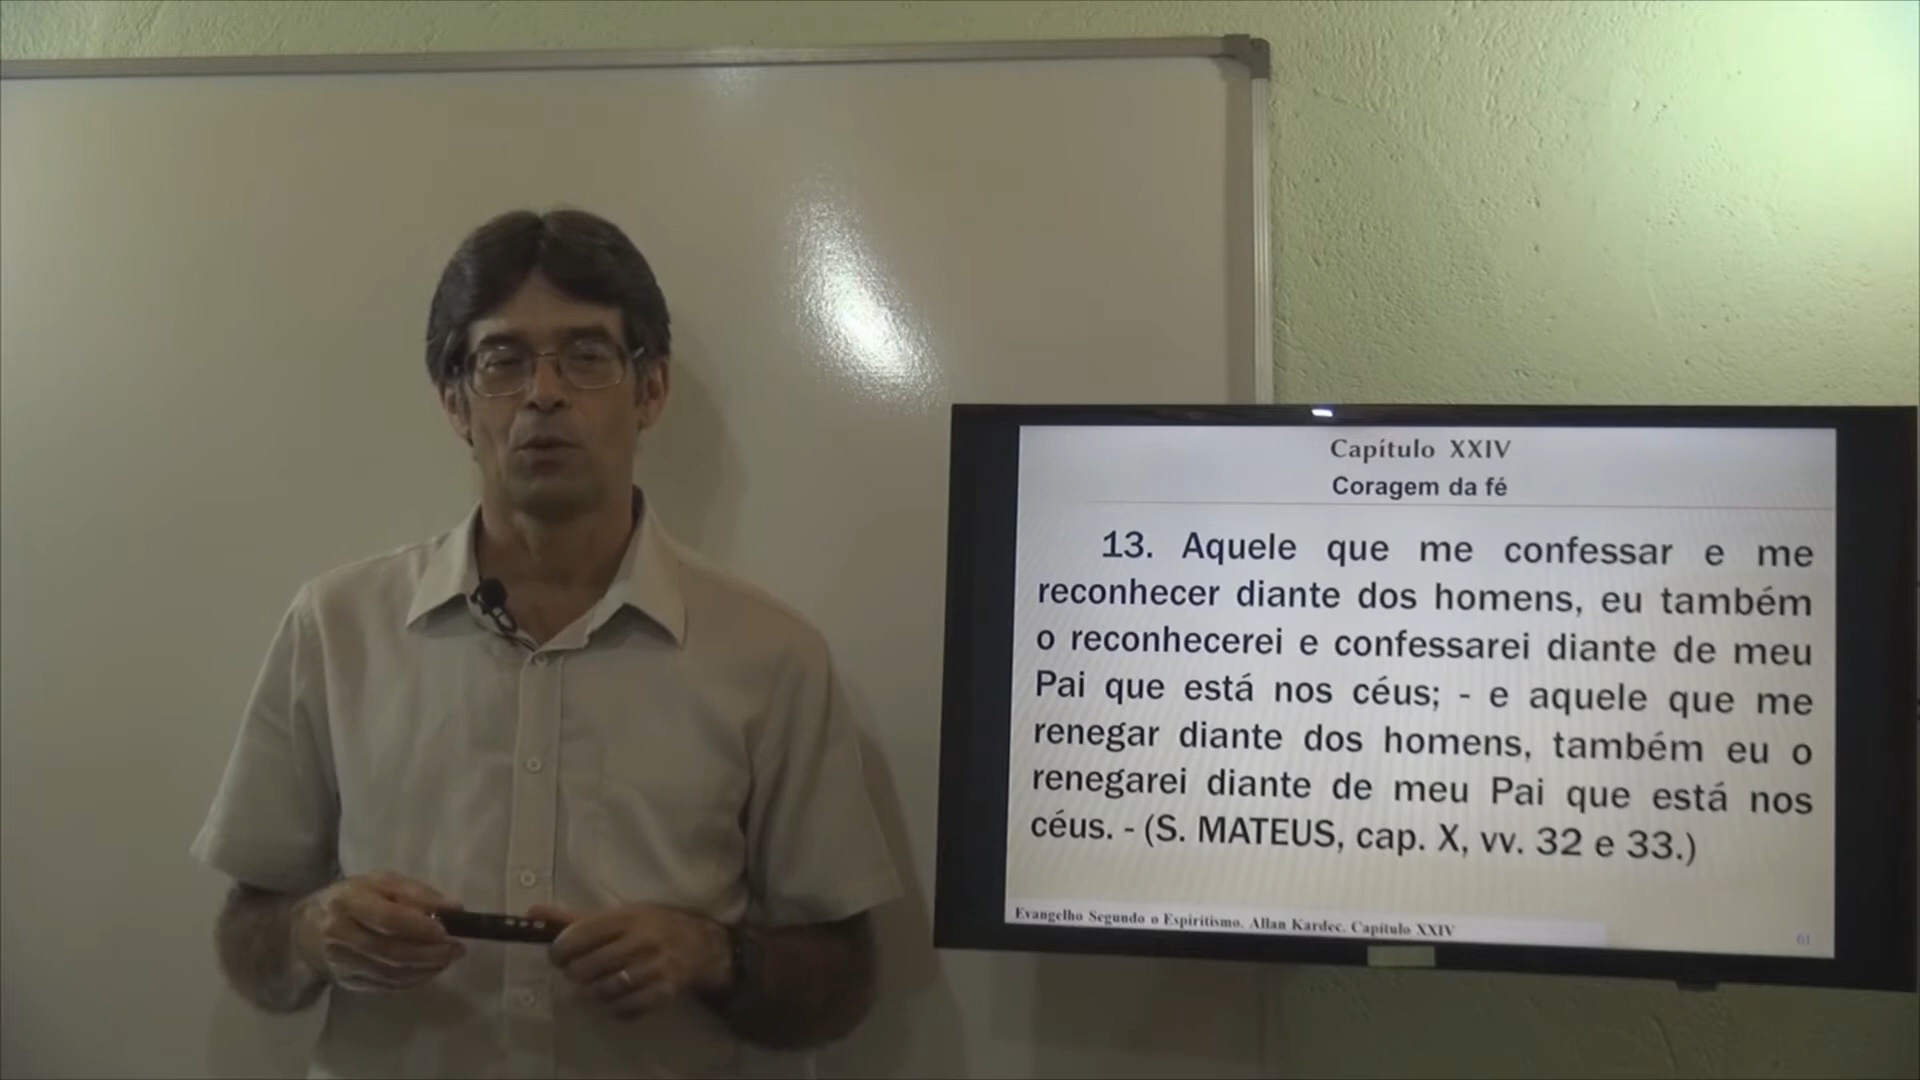 Capítulo XXIV
Coragem da fé
13. Aquele que me confessar e me
reconhecer diante dos homens, eu também
o reconhecerei e confessarei diante de meu
Pai que está nos céus; - e aquele que me
renegar diante dos homens, também eu o
renegarei diante de meu Pai que está nos
céus. - (S. MATEUS, cap. X, vv. 32 e 33.)
Evangelho Segundo o Espiritismo. Allan Kardec. Capítulo XXIV
61